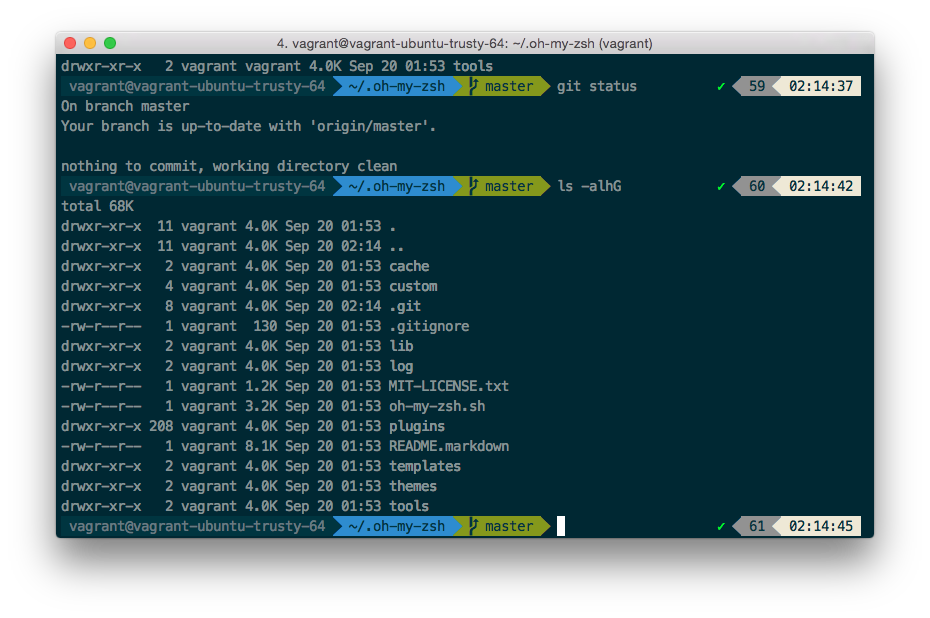 4. vagrant@vagrant-ubuntu-trusty-64: ~/.oh-my-zsh (vagrant)
drwxr-xr-x   2 vagrant vagrant 4.0K Sep 20 01:53 tools
vagrant@vagrant-ubuntu-trusty-64 ~/.oh-my-zsh master git status ✓ 59 02:14:37
On branch master
Your branch is up-to-date with 'origin/master'.
nothing to commit, working directory clean
vagrant@vagrant-ubuntu-trusty-64 ~/.oh-my-zsh master ls -alhG ✓ 60 02:14:42
total 68K
drwxr-xr-x  11 vagrant 4.0K Sep 20 01:53 .
drwxr-xr-x  11 vagrant 4.0K Sep 20 02:14 ..
drwxr-xr-x   2 vagrant 4.0K Sep 20 01:53 cache
drwxr-xr-x   4 vagrant 4.0K Sep 20 01:53 custom
drwxr-xr-x   8 vagrant 4.0K Sep 20 02:14 .git
-rw-r--r--   1 vagrant  130 Sep 20 01:53 .gitignore
drwxr-xr-x   2 vagrant 4.0K Sep 20 01:53 lib
drwxr-xr-x   2 vagrant 4.0K Sep 20 01:53 log
-rw-r--r--   1 vagrant 1.2K Sep 20 01:53 MIT-LICENSE.txt
-rw-r--r--   1 vagrant 3.2K Sep 20 01:53 oh-my-zsh.sh
drwxr-xr-x 208 vagrant 4.0K Sep 20 01:53 plugins
-rw-r--r--   1 vagrant 8.1K Sep 20 01:53 README.markdown
drwxr-xr-x   2 vagrant 4.0K Sep 20 01:53 templates
drwxr-xr-x   2 vagrant 4.0K Sep 20 01:53 themes
drwxr-xr-x   2 vagrant 4.0K Sep 20 01:53 tools
vagrant@vagrant-ubuntu-trusty-64 ~/.oh-my-zsh master ✓ 61 02:14:45